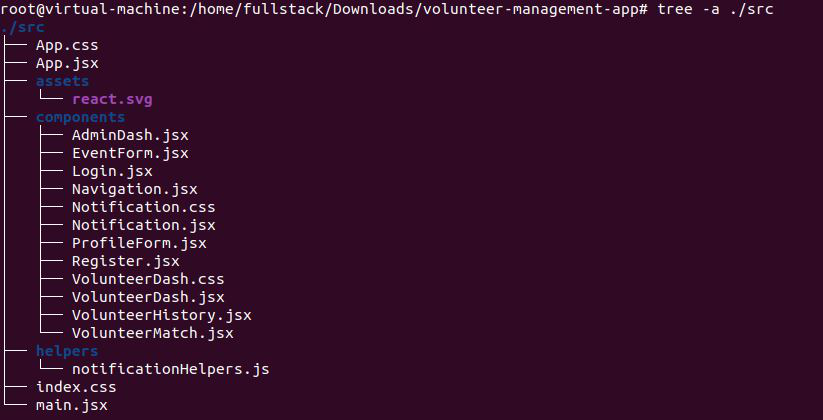 root@virtual-machine:/home/fullstack/Downloads/volunteer-management-app# tree -a ./src
./src
├── App.css
├── App.jsx
├── assets
│   └── react.svg
├── components
│   ├── AdminDash.jsx
│   ├── EventForm.jsx
│   ├── Login.jsx
│   ├── Navigation.jsx
│   ├── Notification.css
│   ├── Notification.jsx
│   ├── ProfileForm.jsx
│   ├── Register.jsx
│   ├── VolunteerDash.css
│   ├── VolunteerDash.jsx
│   ├── VolunteerHistory.jsx
│   └── VolunteerMatch.jsx
├── helpers
│   └── notificationHelpers.js
├── index.css
└── main.jsx